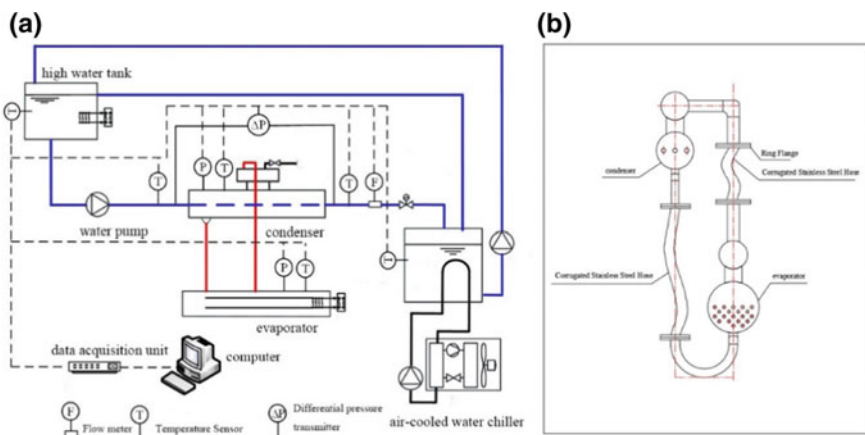 (a)
(b)
high water tank
T
ΔP
T
P
T
T
F
water pump
condenser
T
P
T
evaporator
data acquisition unit
computer
air-cooled water chiller
F
Flow meter
T
Temperature Sensor
ΔP
Differential pressure
transmitter
condenser
Ring Flange
Corrugated Stainless Steel Hose
Corrugated Stainless Steel Hose
evaporator